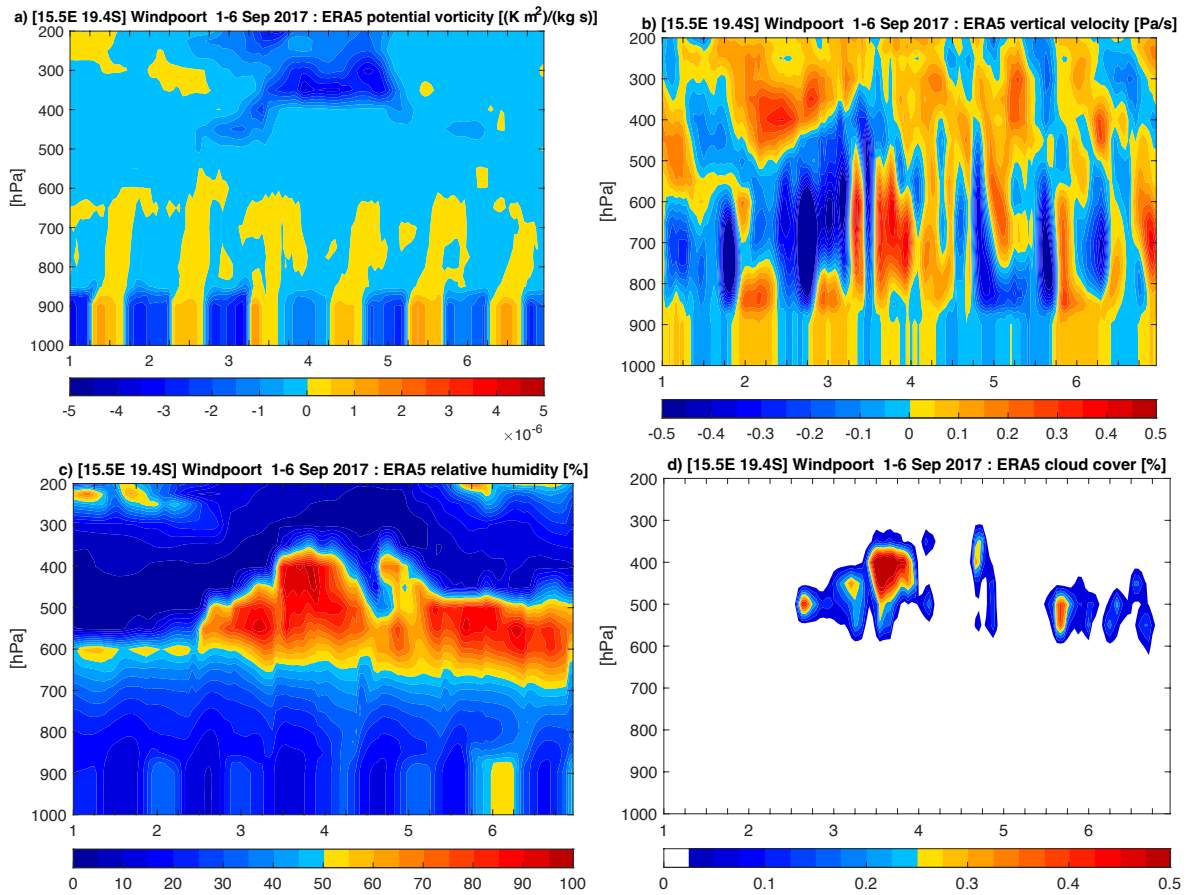 a) [15.5E 19.4S] Windpoort 1-6 Sep 2017 : ERA5 potential vorticity [(K m²)/(kg s)]
200
300
400
500
600
700
800
900
1000
[hPa]
1 2 3 4 5 6
-5 -4 -3 -2 -1 0 1 2 3 4 5
×10⁻⁶
b) [15.5E 19.4S] Windpoort 1-6 Sep 2017 : ERA5 vertical velocity [Pa/s]
200
300
400
500
600
700
800
900
1000
[hPa]
1 2 3 4 5 6
-0.5 -0.4 -0.3 -0.2 -0.1 0 0.1 0.2 0.3 0.4 0.5
c) [15.5E 19.4S] Windpoort 1-6 Sep 2017 : ERA5 relative humidity [%]
200
300
400
500
600
700
800
900
1000
[hPa]
1 2 3 4 5 6
0 10 20 30 40 50 60 70 80 90 100
d) [15.5E 19.4S] Windpoort 1-6 Sep 2017 : ERA5 cloud cover [%]
200
300
400
500
600
700
800
900
1000
[hPa]
1 2 3 4 5 6
0 0.1 0.2 0.3 0.4 0.5